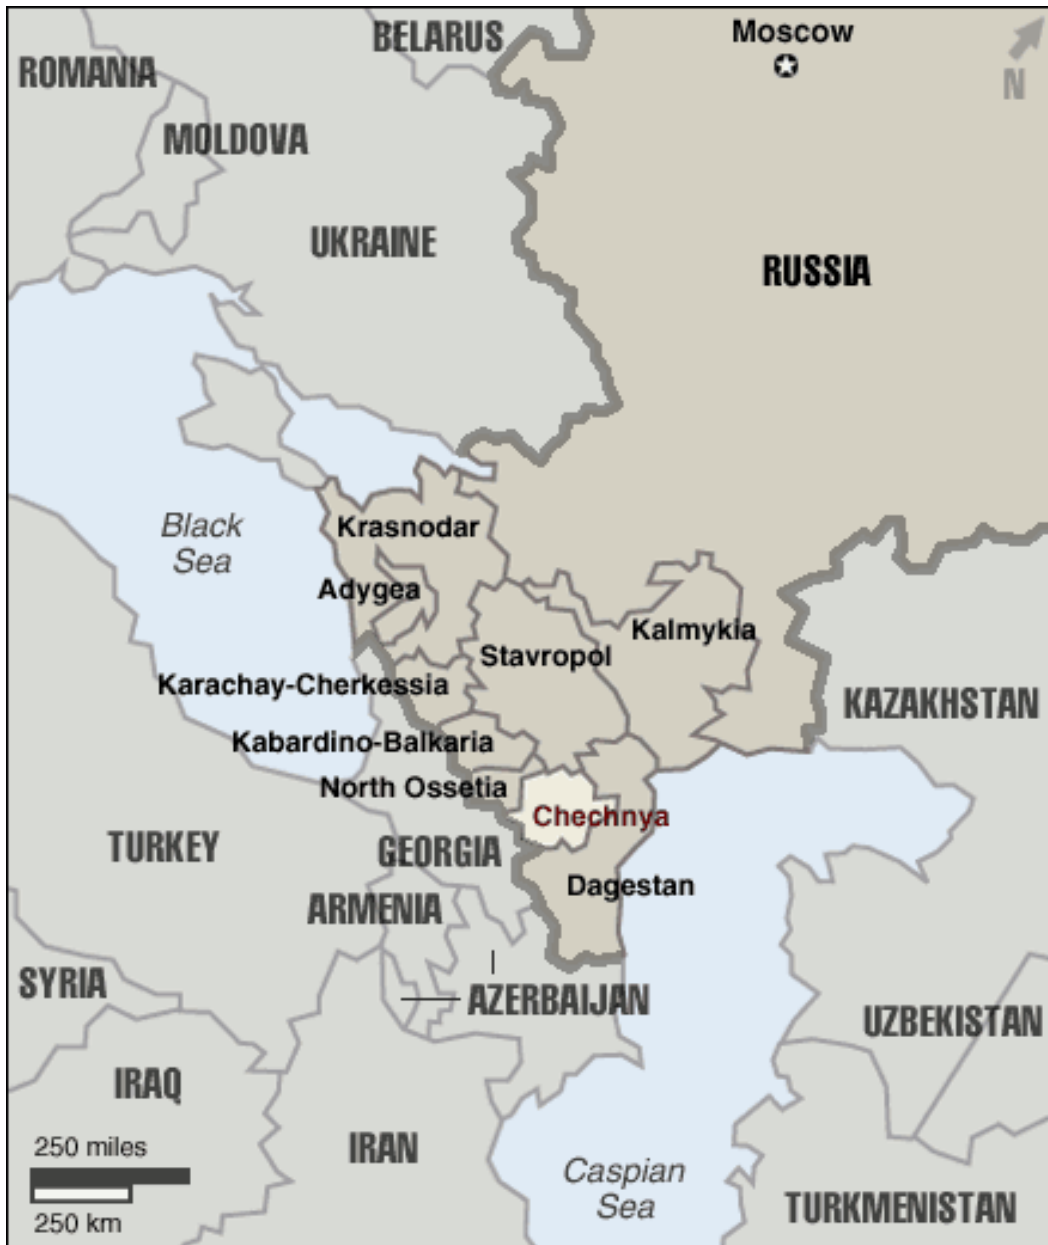 BELARUS
Moscow
ROMANIA
N
MOLDOVA
UKRAINE
RUSSIA
Black
Sea
Krasnodar
Adygea
Kalmykia
Stavropol
Karachay-Cherkessia
KAZAKHSTAN
Kabardino-Balkaria
North Ossetia
Chechnya
TURKEY
GEORGIA
Dagestan
ARMENIA
SYRIA
AZERBAIJAN
UZBEKISTAN
IRAQ
250 miles
IRAN
Caspian
Sea
TURKMENISTAN
250 km